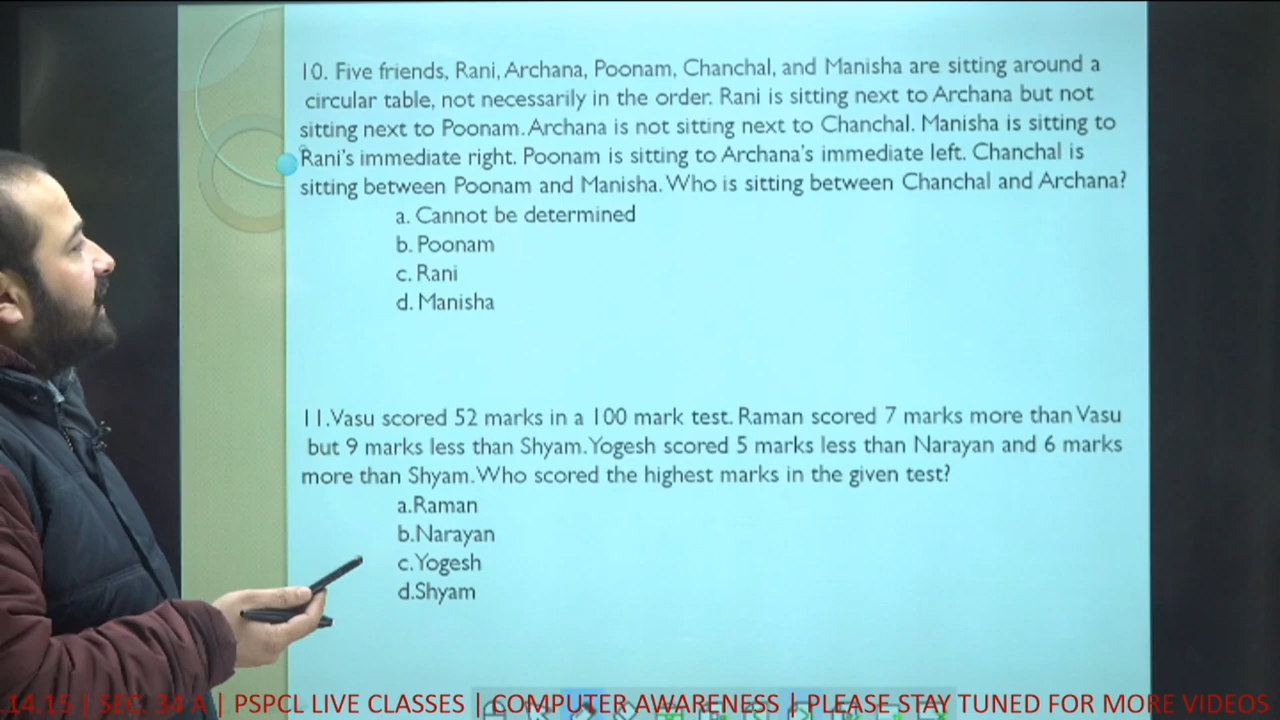 10. Five friends, Rani, Archana, Poonam, Chanchal, and Manisha are sitting around a
circular table, not necessarily in the order. Rani is sitting next to Archana but not
sitting next to Poonam. Archana is not sitting next to Chanchal. Manisha is sitting to
Rani's immediate right. Poonam is sitting to Archana's immediate left. Chanchal is
sitting between Poonam and Manisha. Who is sitting between Chanchal and Archana?
a. Cannot be determined
b. Poonam
c. Rani
d. Manisha
11.Vasu scored 52 marks in a 100 mark test. Raman scored 7 marks more than Vasu
but 9 marks less than Shyam. Yogesh scored 5 marks less than Narayan and 6 marks
more than Shyam. Who scored the highest marks in the given test?
a.Raman
b.Narayan
c.Yogesh
d.Shyam
.14.15 | SEC. 34 A | PSPCL LIVE CLASSES | COMPUTER AWARENESS | PLEASE STAY TUNED FOR MORE VIDEOS